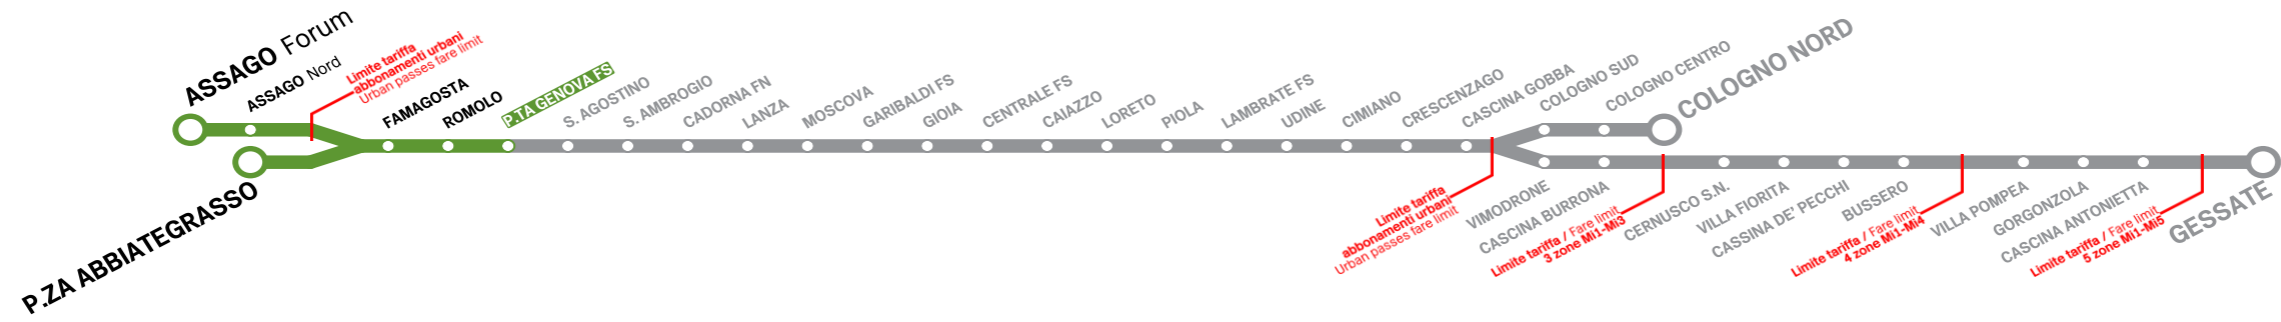 ASSAGO Forum
ASSAGO Nord
Limite tariffa
abbonamenti urbani
Urban passes fare limit
P.ZA ABBIATEGRASSO
FAMAGOSTA
ROMOLO
P.TA GENOVA FS
S. AGOSTINO
S. AMBROGIO
CADORNA FN
LANZA
MOSCOVA
GARIBALDI FS
GIOIA
CENTRALE FS
CAIAZZO
LORETO
PIOLA
LAMBRATE FS
UDINE
CIMIANO
CRESCENZAGO
CASCINA GOBBA
COLOGNO SUD
COLOGNO CENTRO
COLOGNO NORD
Limite tariffa
abbonamenti urbani
Urban passes fare limit
VIMODRONE
CASCINA BURRONA
Limite tariffa / Fare limit
3 zone Mi1-Mi3
CERNUSCO S.N.
VILLA FIORITA
CASSINA DE' PECCHI
BUSSERO
Limite tariffa / Fare limit
4 zone Mi1-Mi4
VILLA POMPEA
GORGONZOLA
CASCINA ANTONIETTA
Limite tariffa / Fare limit
5 zone Mi1-Mi5
GESSATE